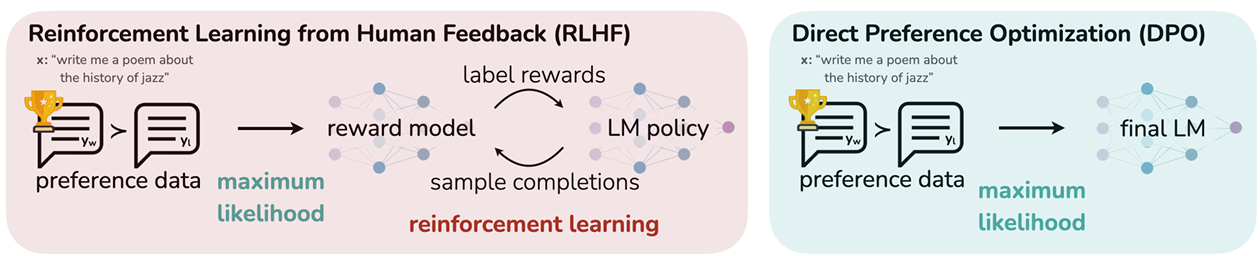 Reinforcement Learning from Human Feedback (RLHF)
x: “write me a poem about
the history of jazz”
label rewards
yw
>
yl
reward model
LM policy
preference data
sample completions
maximum
likelihood
reinforcement learning
Direct Preference Optimization (DPO)
x: “write me a poem about
the history of jazz”
yw
>
yl
final LM
preference data
maximum
likelihood